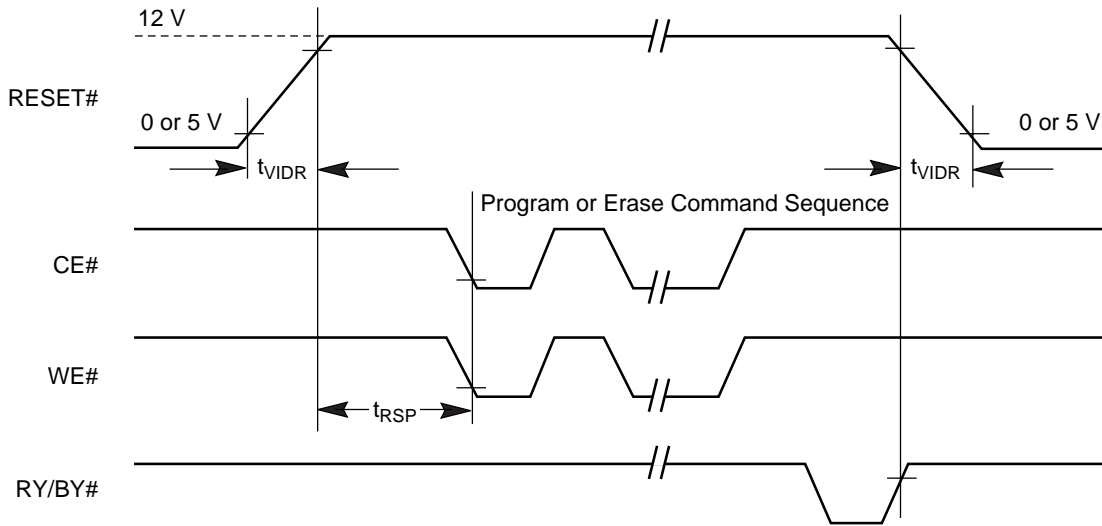 12 V
RESET#
0 or 5 V
0 or 5 V
tVIDR
tVIDR
Program or Erase Command Sequence
CE#
WE#
tRSP
RY/BY#